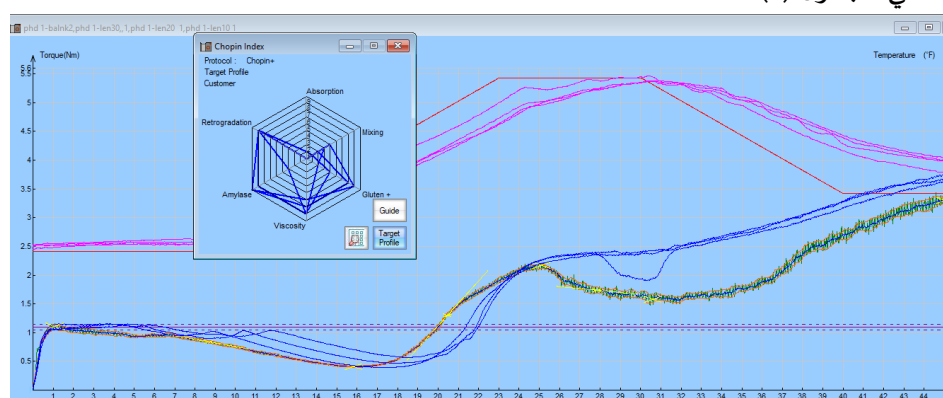 phd 1-balnk2,phd 1-len30,,1,phd 1-len20 1,phd 1-len10 1
Torque(Nm)
Temperature (°F)
Chopin Index
Protocol : Chopin+
Target Profile
Customer
Absorption
Retrogradation
Mixing
Amylase
Gluten +
Viscosity
Guide
Target
Profile
5.6
5.5
5
4.5
4
3.5
3
2.5
2
1.5
1
0.5
1 2 3 4 5 6 7 8 9 10 11 12 13 14 15 16 17 18 19 20 21 22 23 24 25 26 27 28 29 30 31 32 33 34 35 36 37 38 39 40 41 42 43 44